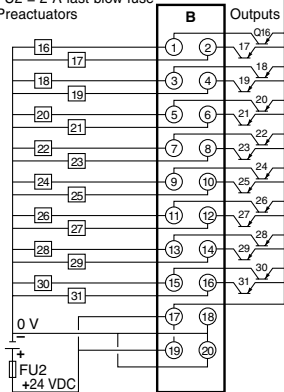 FU2 = 2 A fast blow fuse
Preactuators B Outputs
Q16
16 1 2 17
17
18 3 4 18
19 19
20 5 6 20
21 21
22 7 8 22
23 23
24 9 10 24
25 25
26 11 12 26
27 27
28 13 14 28
29 29
30 15 16 30
31 31
0 V 17 18
–
+ 19 20
FU2
+24 VDC